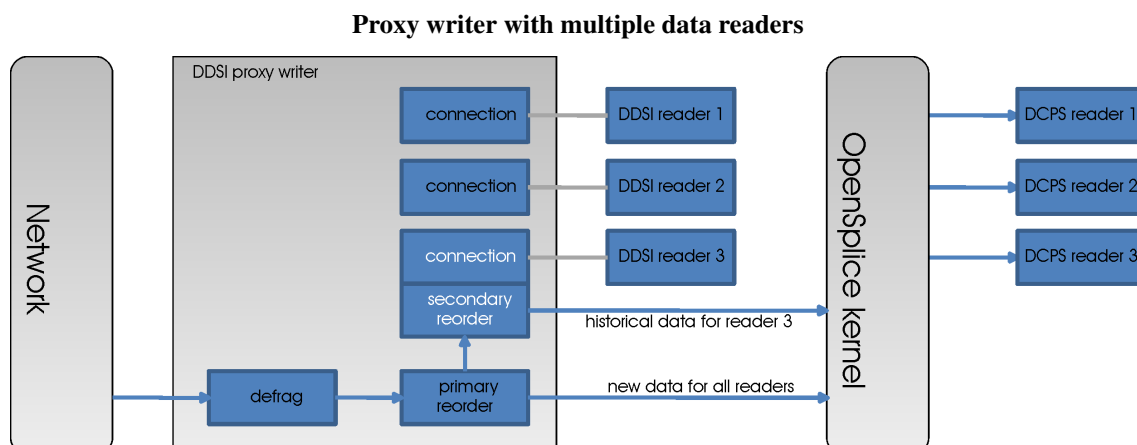 Proxy writer with multiple data readers
DDSI proxy writer
connection
DDSI reader 1
DCPS reader 1
connection
DDSI reader 2
DCPS reader 2
connection
DDSI reader 3
DCPS reader 3
secondary
reorder
historical data for reader 3
defrag
primary
reorder
new data for all readers
Network
OpenSplice kernel